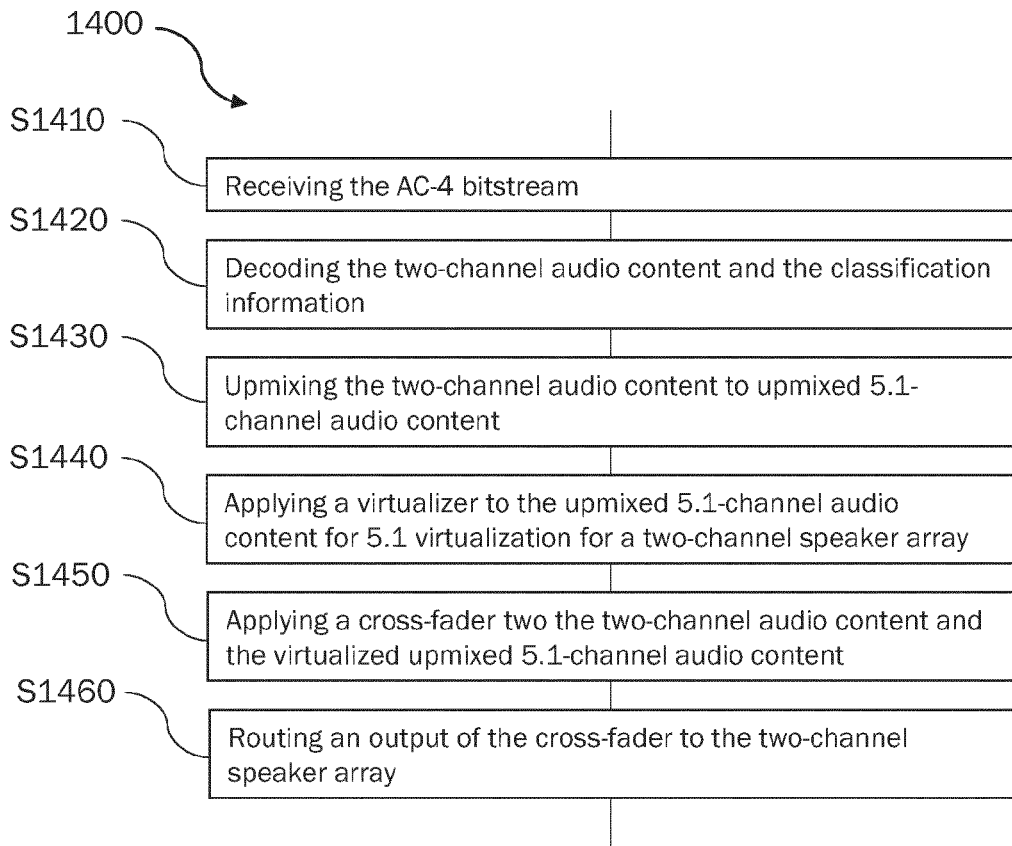 1400
S1410
Receiving the AC-4 bitstream
S1420
Decoding the two-channel audio content and the classification
information
S1430
Upmixing the two-channel audio content to upmixed 5.1-
channel audio content
S1440
Applying a virtualizer to the upmixed 5.1-channel audio
content for 5.1 virtualization for a two-channel speaker array
S1450
Applying a cross-fader two the two-channel audio content and
the virtualized upmixed 5.1-channel audio content
S1460
Routing an output of the cross-fader to the two-channel
speaker array